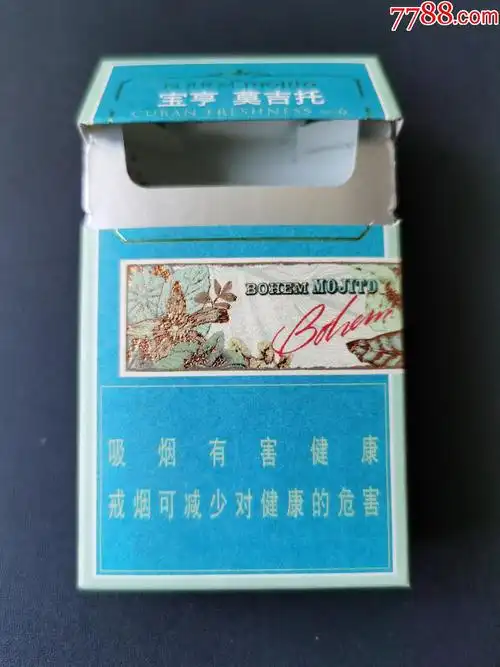 7788.com
宝亨 莫吉托
CUBAN FRESHNESS
BOHEM MOJITO
Bohem
吸烟有害健康
戒烟可减少对健康的危害